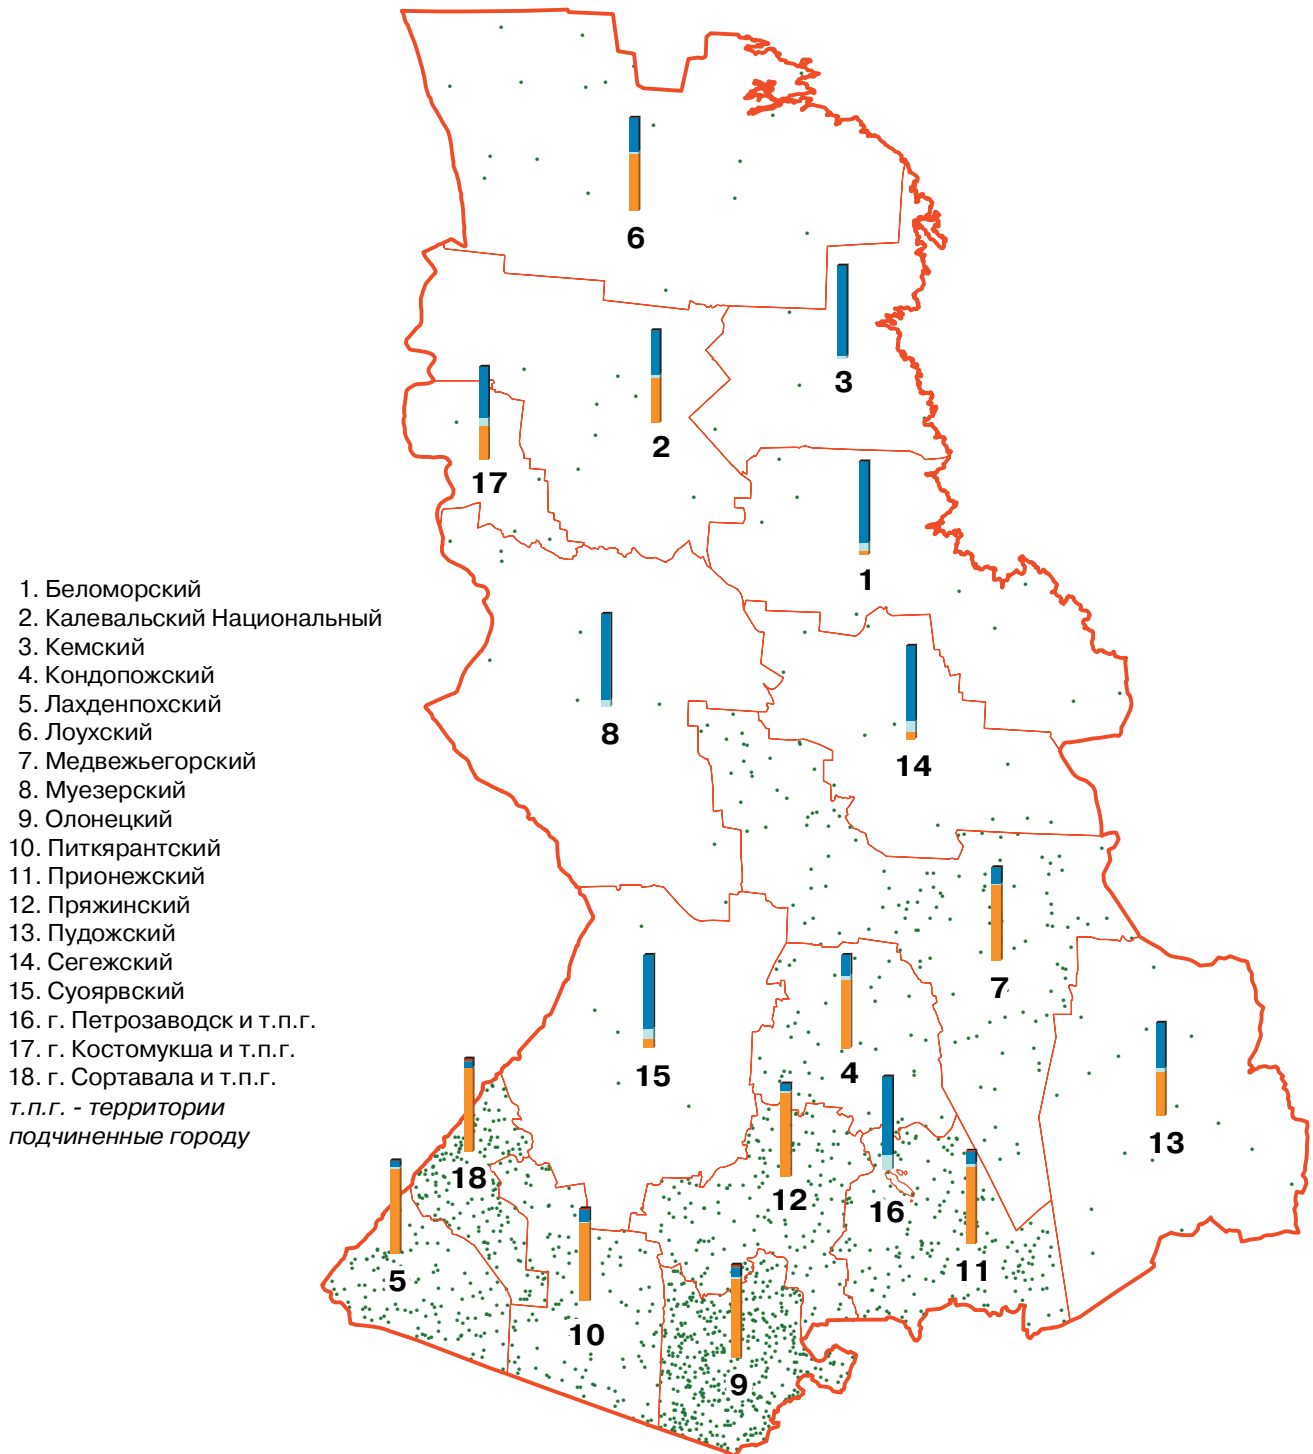 6
3
2
17
1
1. Беломорский
2. Калевальский Национальный
3. Кемский
4. Кондопожский
5. Лахденпохский
6. Лоухский
7. Медвежьегорский
8. Муезерский
9. Олонецкий
10. Питкярантский
11. Прионежский
12. Пряжинский
13. Пудожский
14. Сегежский
15. Суоярвский
16. г. Петрозаводск и т.п.г.
17. г. Костомукша и т.п.г.
18. г. Сортавала и т.п.г.
т.п.г. - территории
подчиненные городу
8
14
7
4
15
13
18
12
16
5
11
10
9